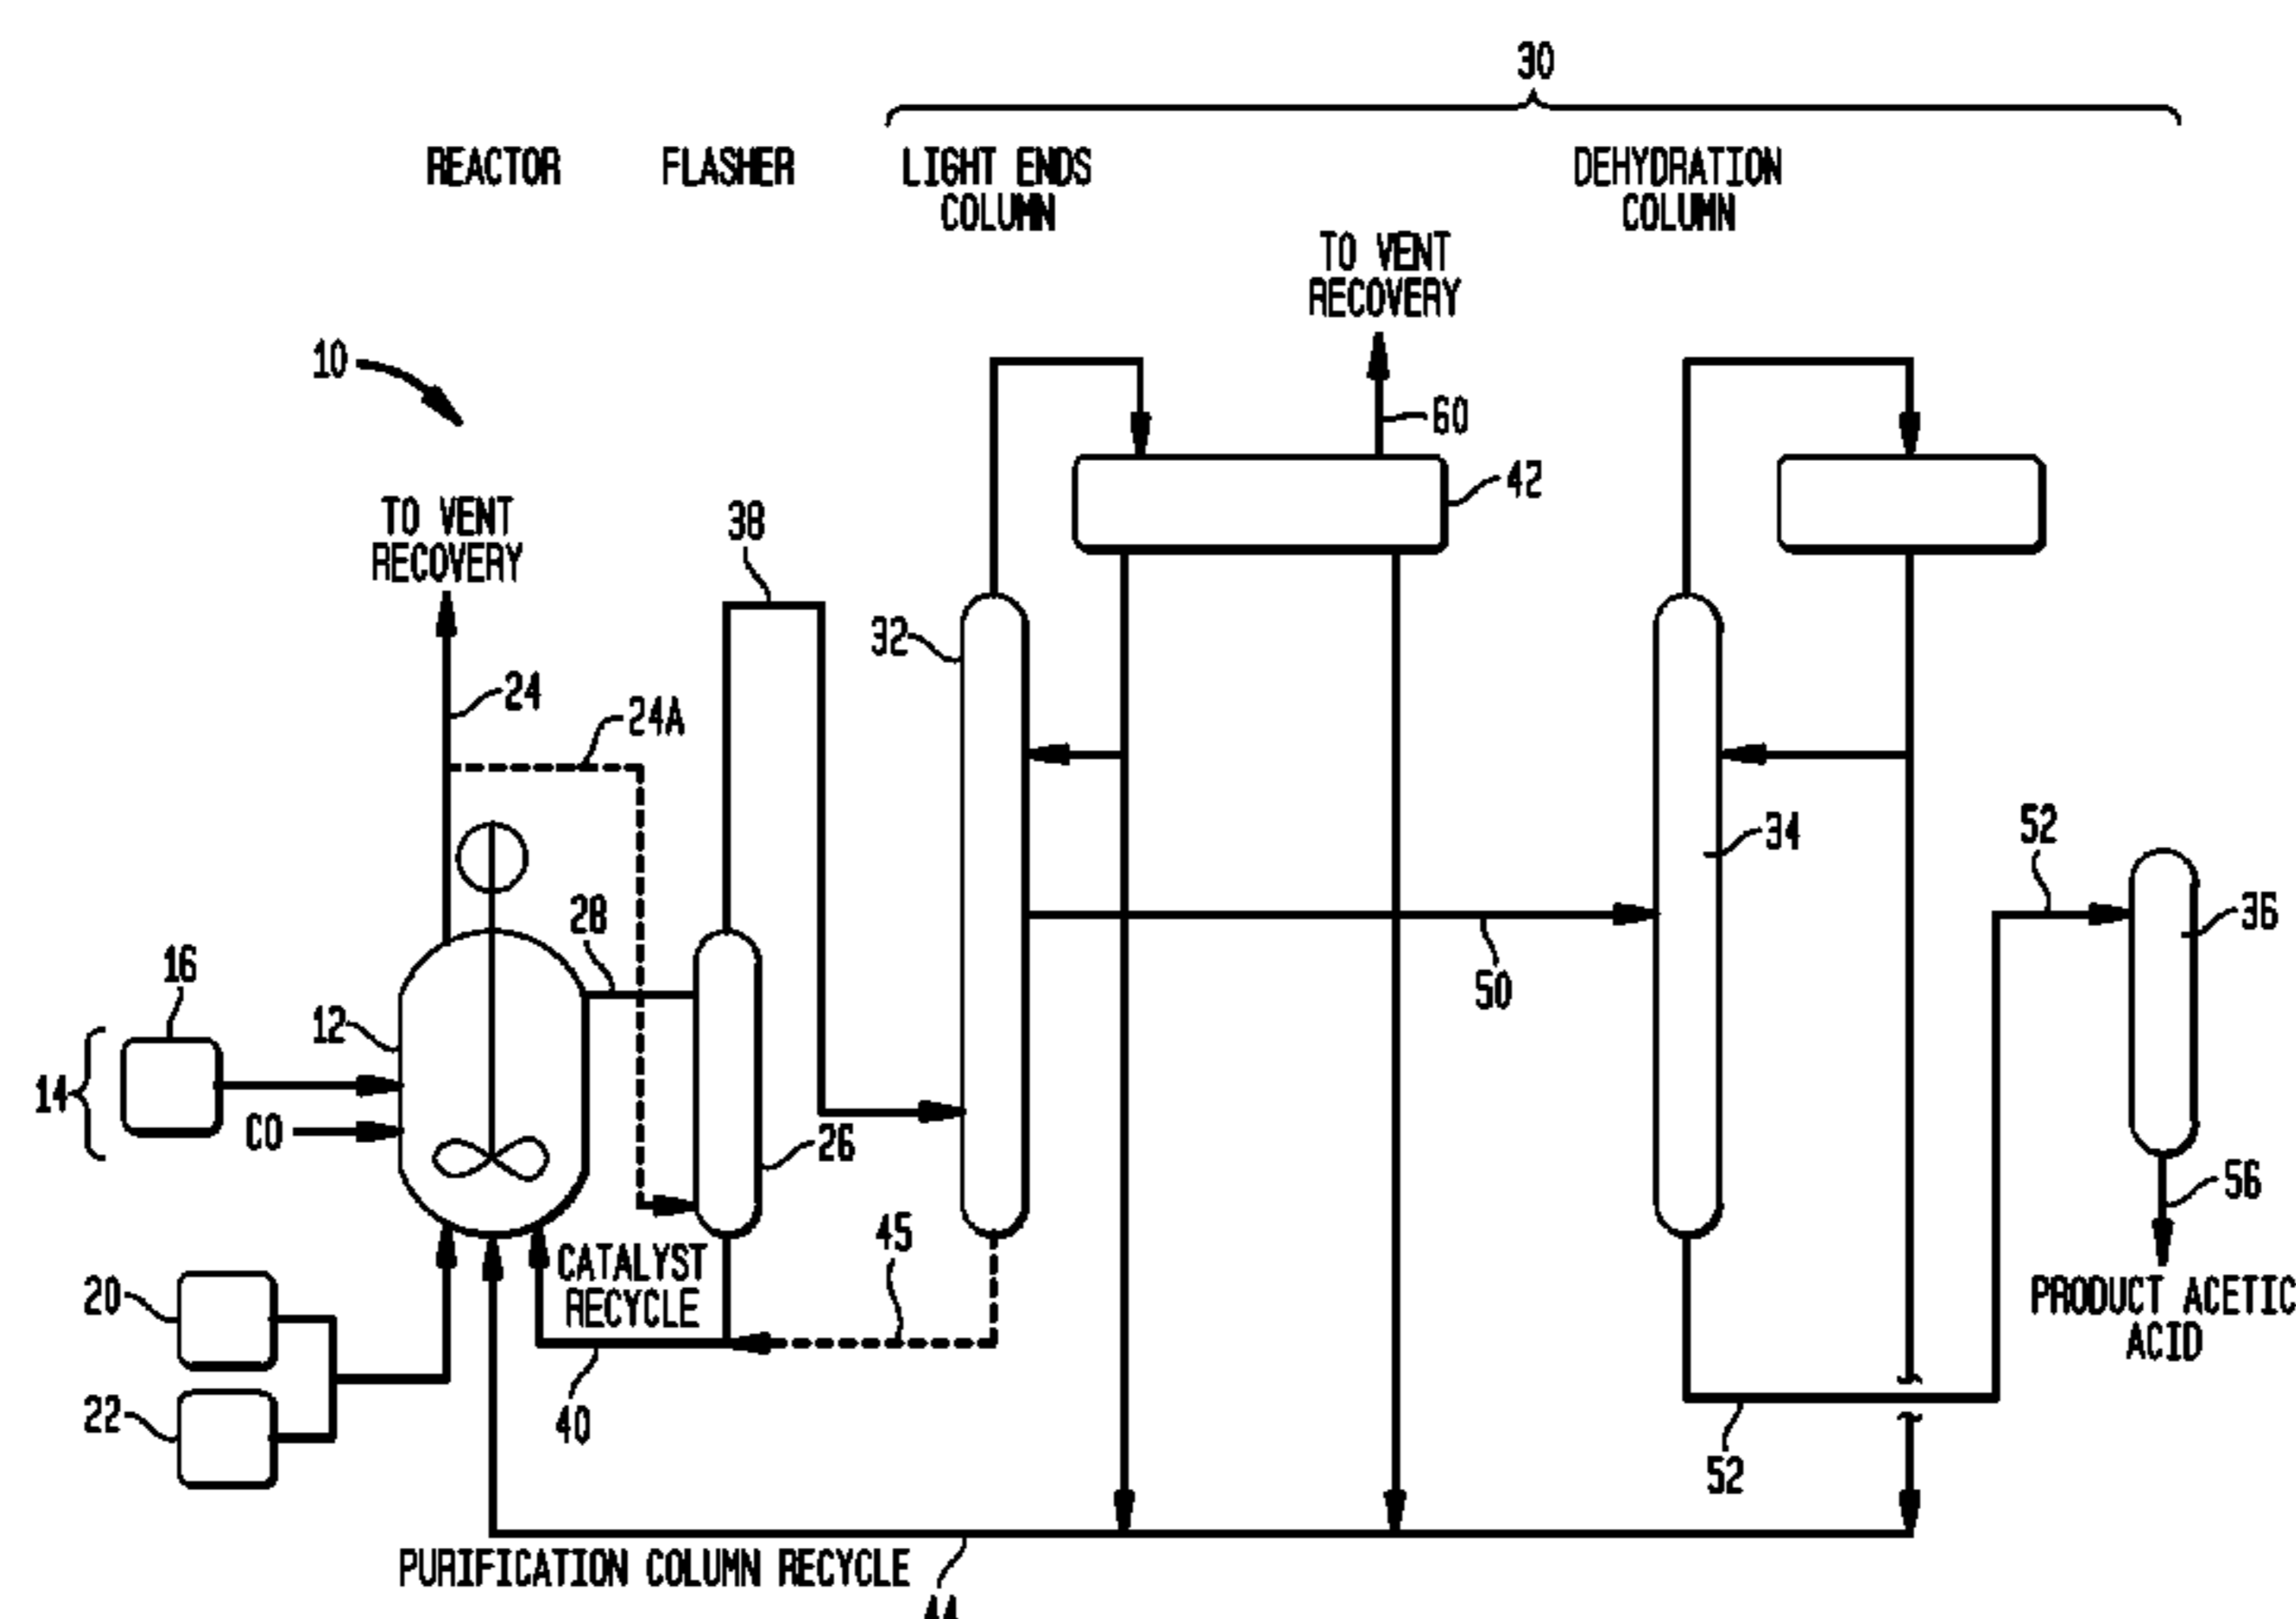 30
REACTOR
FLASHER
LIGHT ENDS
COLUMN
DEHYDRATION
COLUMN
TO VENT
RECOVERY
10
60
42
TO VENT
RECOVERY
38
32
24
24A
34
52
28
36
16
50
12
14
CO
26
56
45
CATALYST
RECYCLE
20
PRODUCT ACETIC
ACID
22
40
52
PURIFICATION COLUMN RECYCLE
44